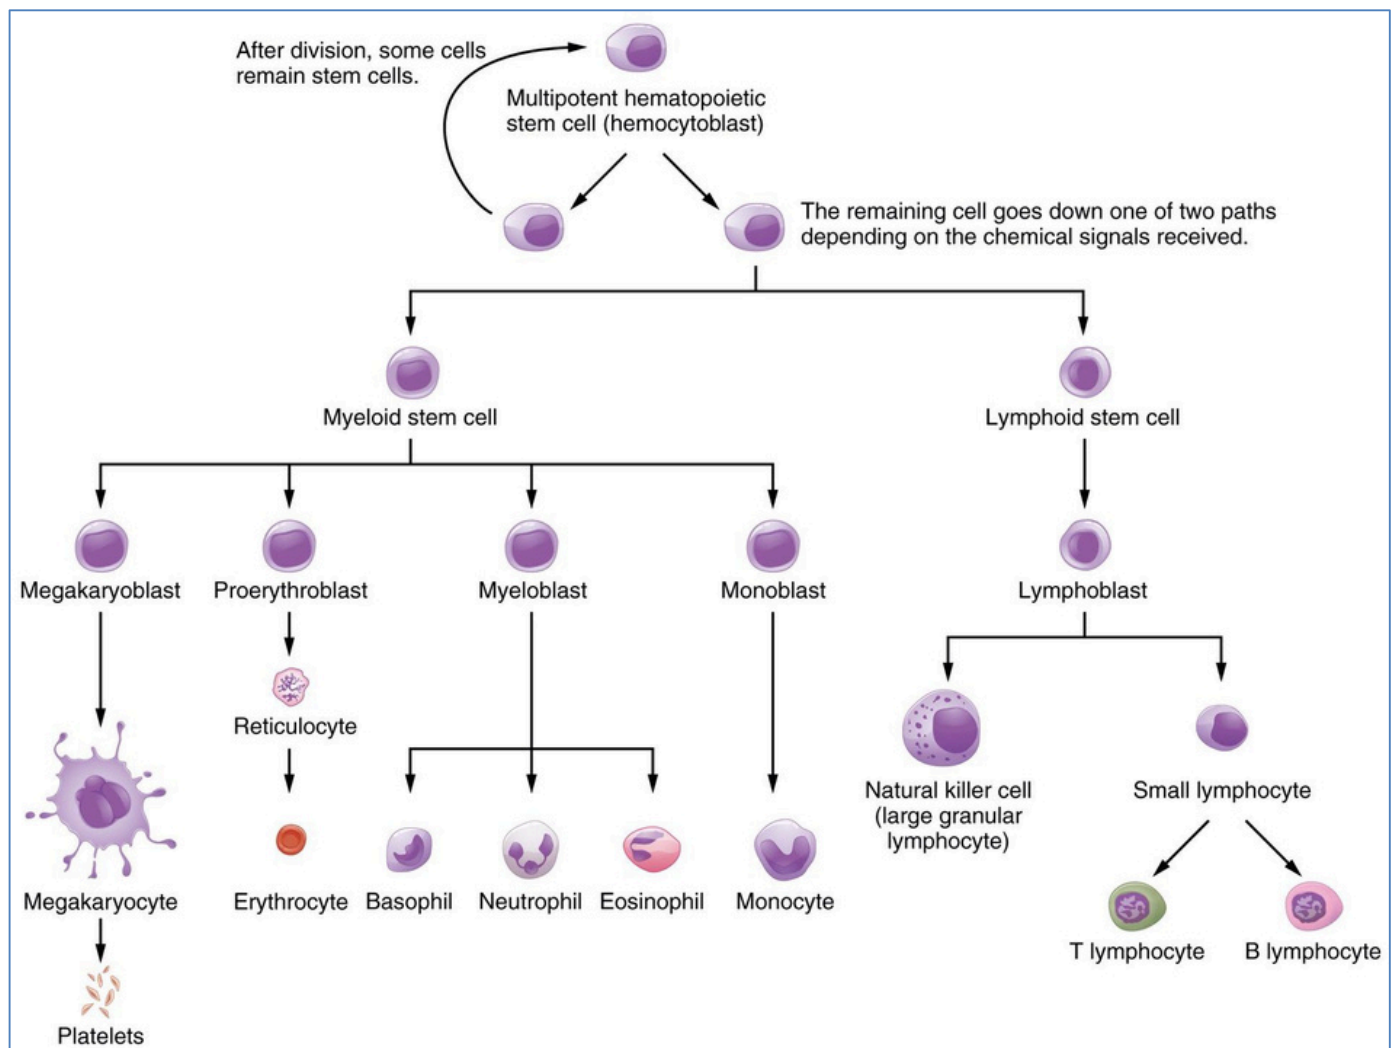 After division, some cells
remain stem cells.
Multipotent hematopoietic
stem cell (hemocytoblast)
The remaining cell goes down one of two paths
depending on the chemical signals received.
Myeloid stem cell
Lymphoid stem cell
Megakaryoblast
Proerythroblast
Myeloblast
Monoblast
Lymphoblast
Reticulocyte
Natural killer cell
(large granular
lymphocyte)
Small lymphocyte
Megakaryocyte
Erythrocyte
Basophil
Neutrophil
Eosinophil
Monocyte
T lymphocyte
B lymphocyte
Platelets